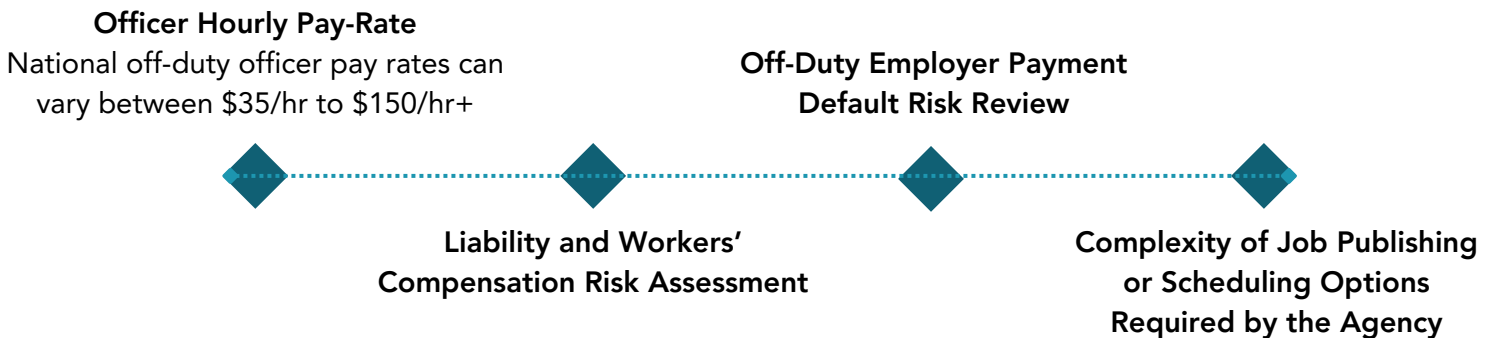 Officer Hourly Pay-Rate
National off-duty officer pay rates can
vary between $35/hr to $150/hr+
Liability and Workers’
Compensation Risk Assessment
Off-Duty Employer Payment
Default Risk Review
Complexity of Job Publishing
or Scheduling Options
Required by the Agency